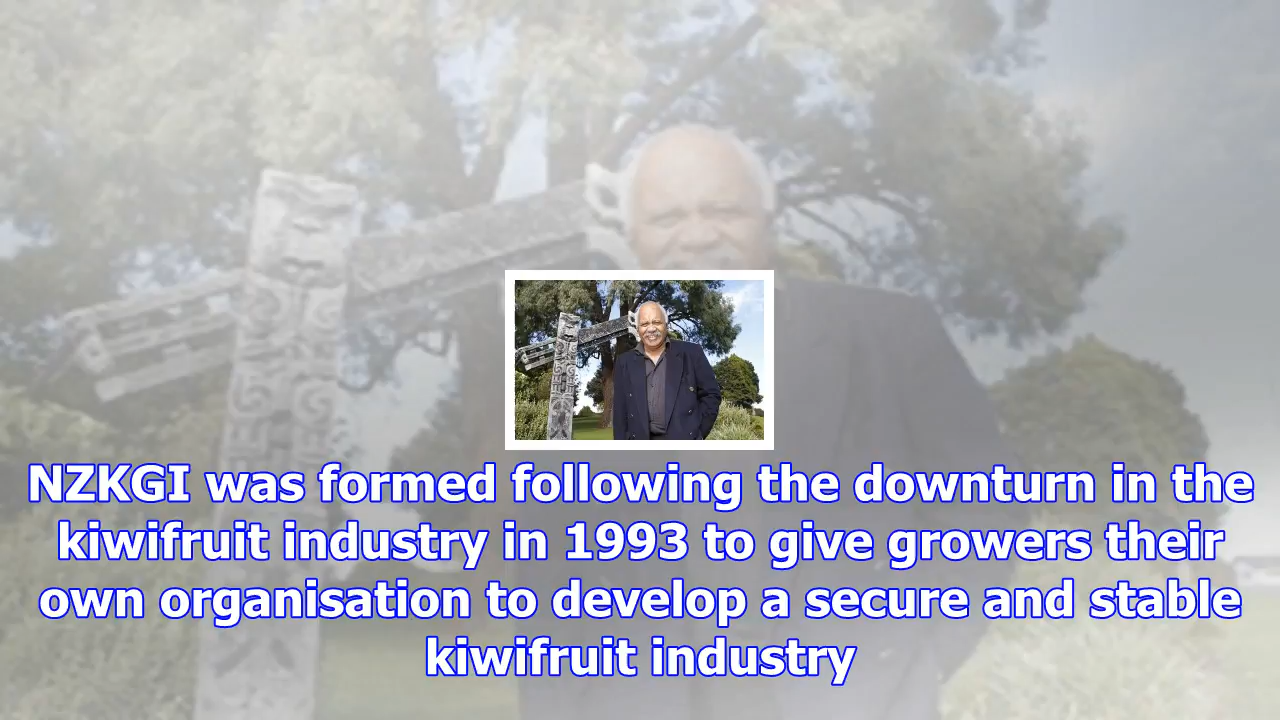 NZKGI was formed following the downturn in the
kiwifruit industry in 1993 to give growers their
own organisation to develop a secure and stable
kiwifruit industry